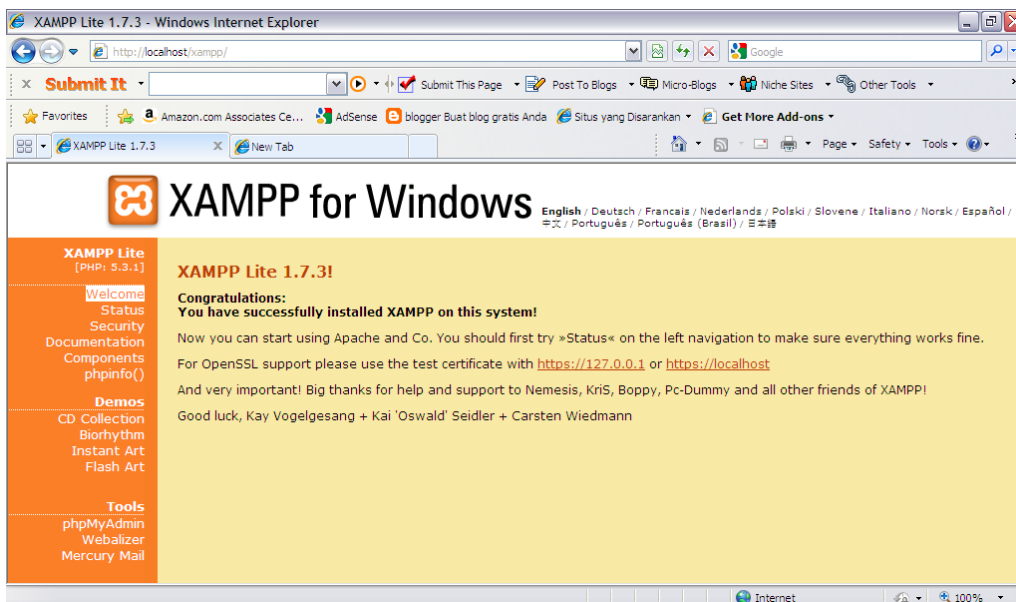 XAMPP Lite 1.7.3 - Windows Internet Explorer
http://localhost/xampp/
Google
x Submit It Submit This Page Post To Blogs Micro-Blogs Niche Sites Other Tools »
Favorites Amazon.com Associates Ce... AdSense blogger Buat blog gratis Anda Situs yang Disarankan Get More Add-ons
XAMPP Lite 1.7.3 X New Tab Page Safety Tools
XAMPP for Windows
English / Deutsch / Francais / Nederlands / Polski / Slovene / Italiano / Norsk / Español /
中文 / Português / Português (Brasil) / 日本語
XAMPP Lite
[PHP: 5.3.1]
Welcome
Status
Security
Documentation
Components
phpinfo()
Demos
CD Collection
Biorhythm
Instant Art
Flash Art
Tools
phpMyAdmin
Webalizer
Mercury Mail
XAMPP Lite 1.7.3!
Congratulations:
You have successfully installed XAMPP on this system!
Now you can start using Apache and Co. You should first try »Status« on the left navigation to make sure everything works fine.
For OpenSSL support please use the test certificate with https://127.0.0.1 or https://localhost
And very important! Big thanks for help and support to Nemesis, KriS, Boppy, Pc-Dummy and all other friends of XAMPP!
Good luck, Kay Vogelgesang + Kai 'Oswald' Seidler + Carsten Wiedmann
Internet 100%